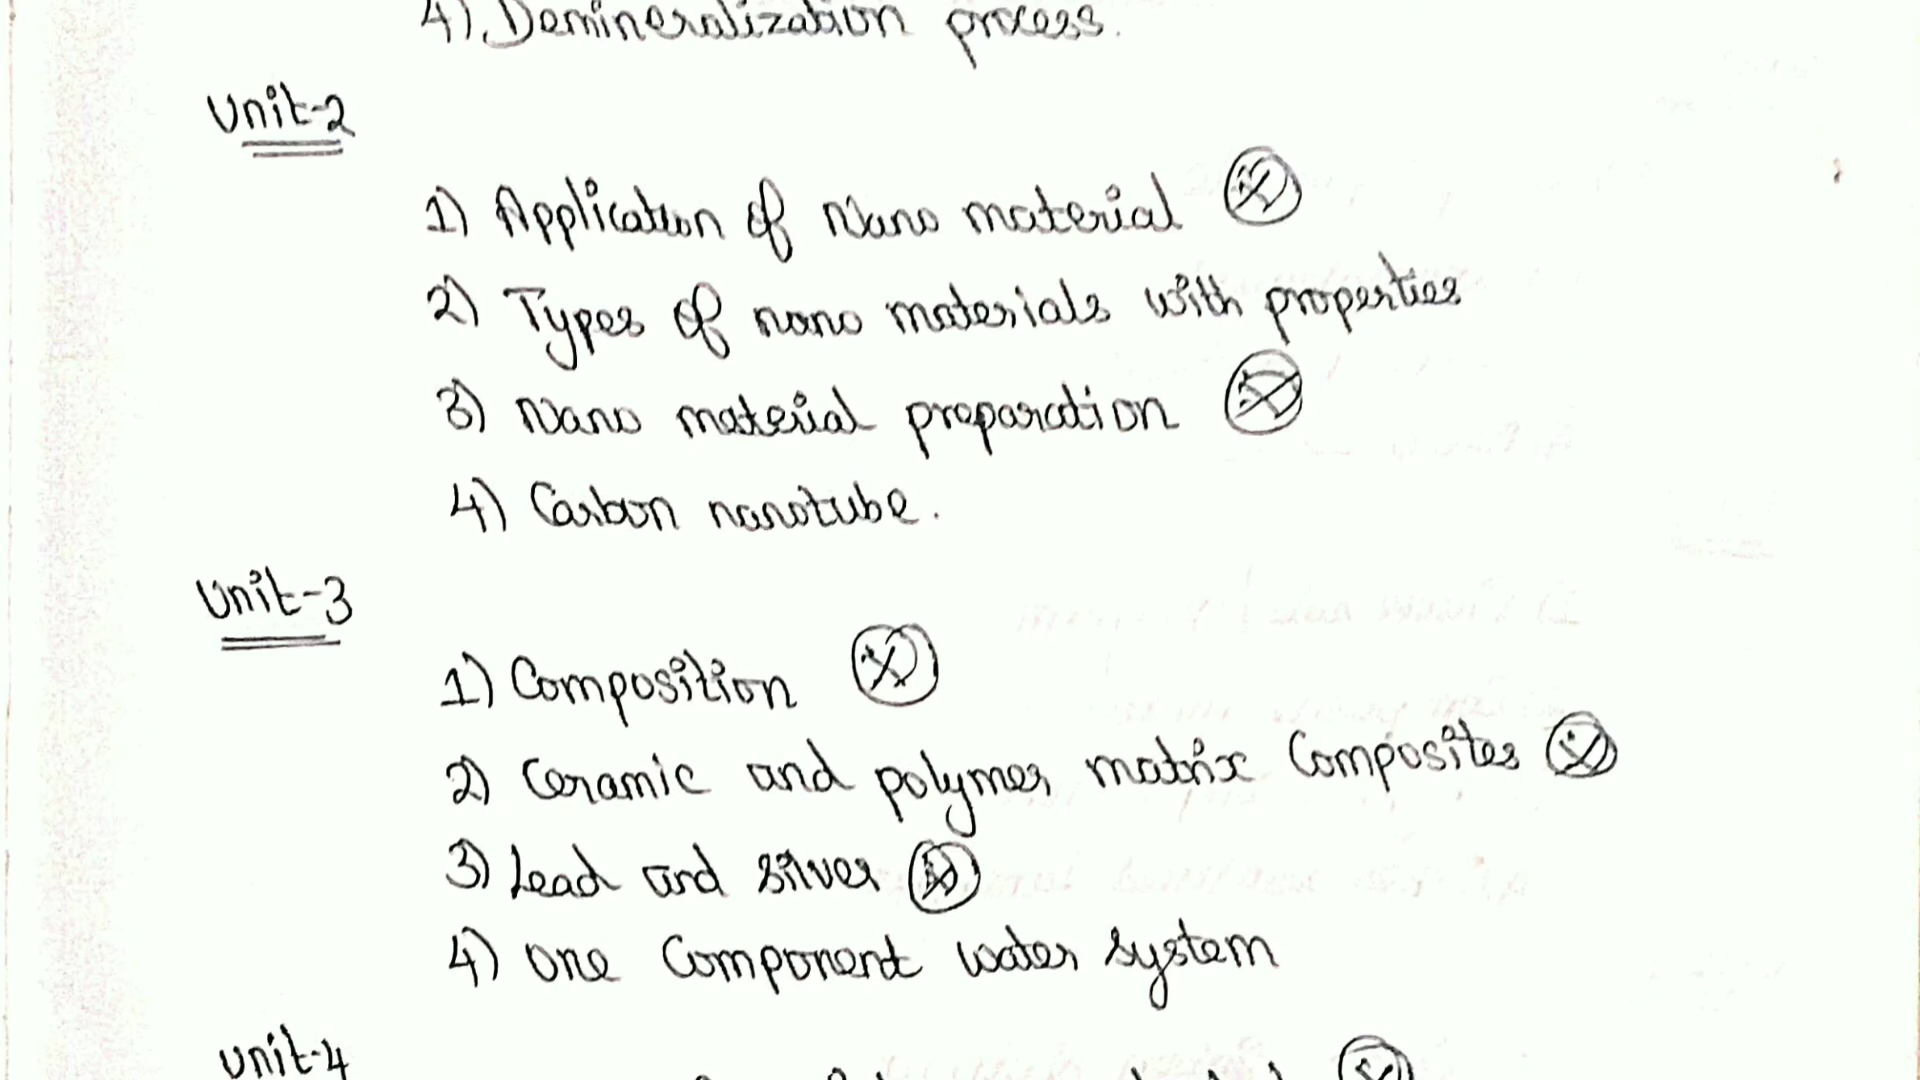 4) Demineralization process.
Unit-2
1) Application of Nano material
2) Types of nano materials with properties
3) Nano material preparation
4) Carbon nanotube.
Unit-3
1) Composition
2) Ceramic and polymer matrix Composites
3) Lead and silver
4) one Component water system
Unit-4